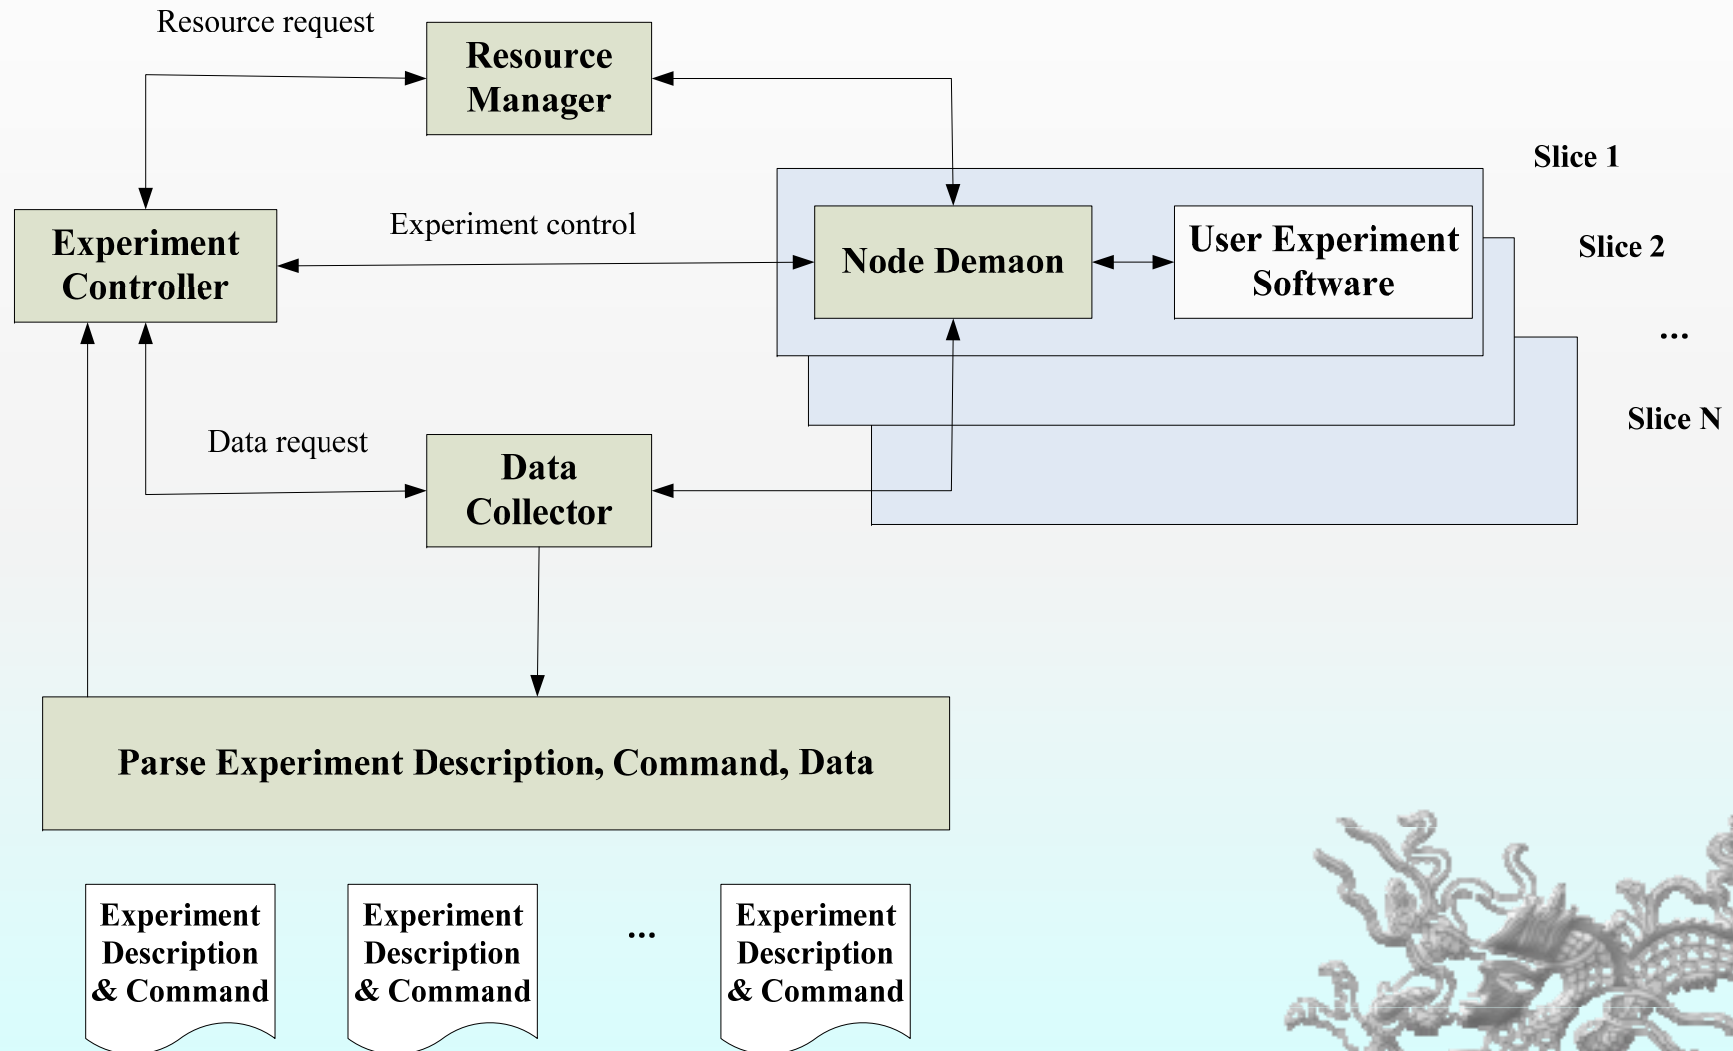 Resource request
Resource
Manager
Slice 1
Experiment control
Experiment
Controller
Node Demaon
User Experiment
Software
Slice 2
...
Slice N
Data request
Data
Collector
Parse Experiment Description, Command, Data
Experiment
Description
& Command
Experiment
Description
& Command
...
Experiment
Description
& Command